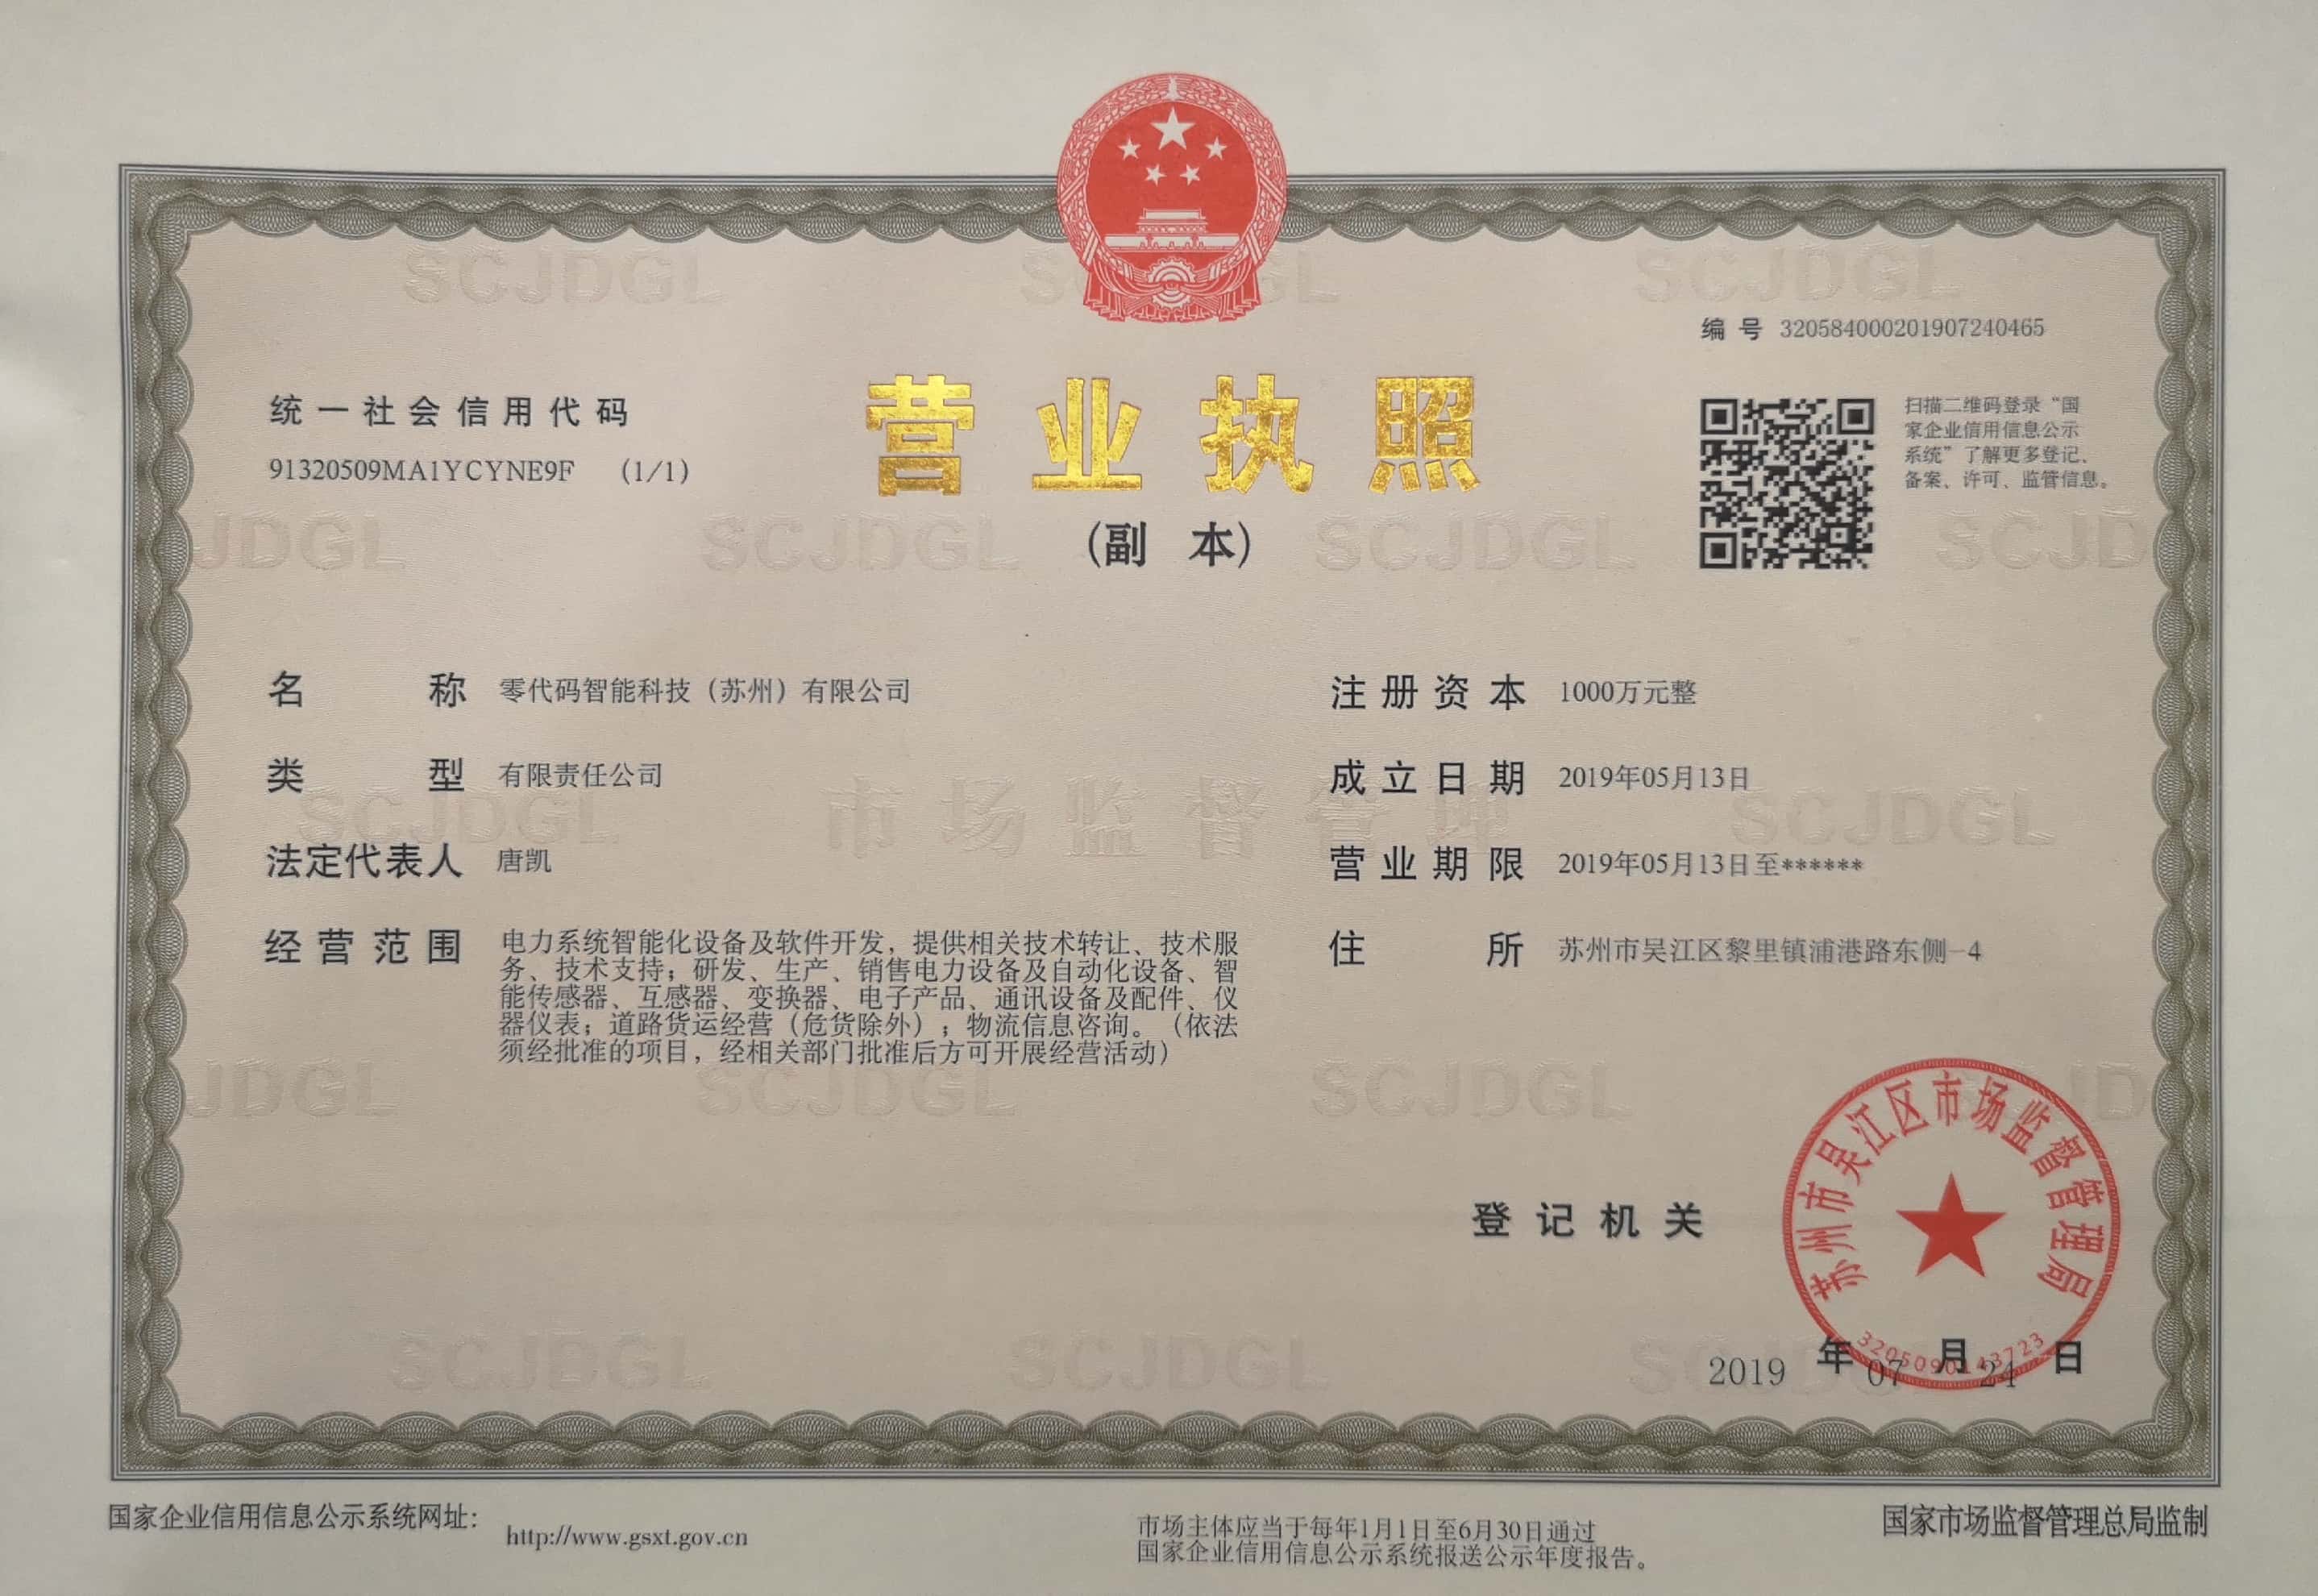 编 号 320584000201907240465
统一社会信用代码
91320509MA1YCYNE9F (1/1)
营业执照
(副 本)
扫描二维码登录“国
家企业信用信息公示
系统”了解更多登记、
备案、许可、监管信息。
名 称 零代码智能科技（苏州）有限公司
类 型 有限责任公司
法定代表人 唐凯
经营范围 电力系统智能化设备及软件开发，提供相关技术转让、技术服
务、技术支持；研发、生产、销售电力设备及自动化设备、智
能传感器、互感器、变换器、电子产品、通讯设备及配件、仪
器仪表；道路货运经营（危货除外）；物流信息咨询。（依法
须经批准的项目，经相关部门批准后方可开展经营活动）
注册资本 1000万元整
成立日期 2019年05月13日
营业期限 2019年05月13日至******
住 所 苏州市吴江区黎里镇浦港路东侧-4
市场监督管理
SCJDGL
登记机关
苏州市吴江区市场监督管理局
2019 年 07 月 24 日
国家企业信用信息公示系统网址：
http://www.gsxt.gov.cn
市场主体应当于每年1月1日至6月30日通过
国家企业信用信息公示系统报送公示年度报告。
国家市场监督管理总局监制